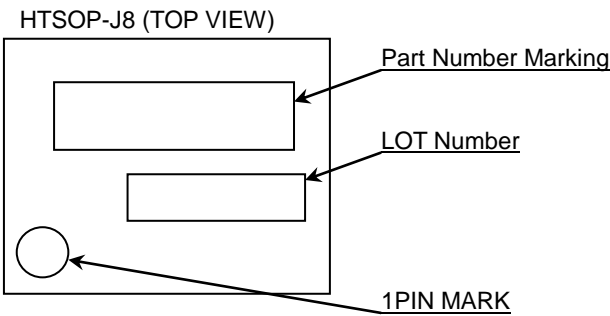 HTSOP-J8 (TOP VIEW)
Part Number Marking
LOT Number
1PIN MARK